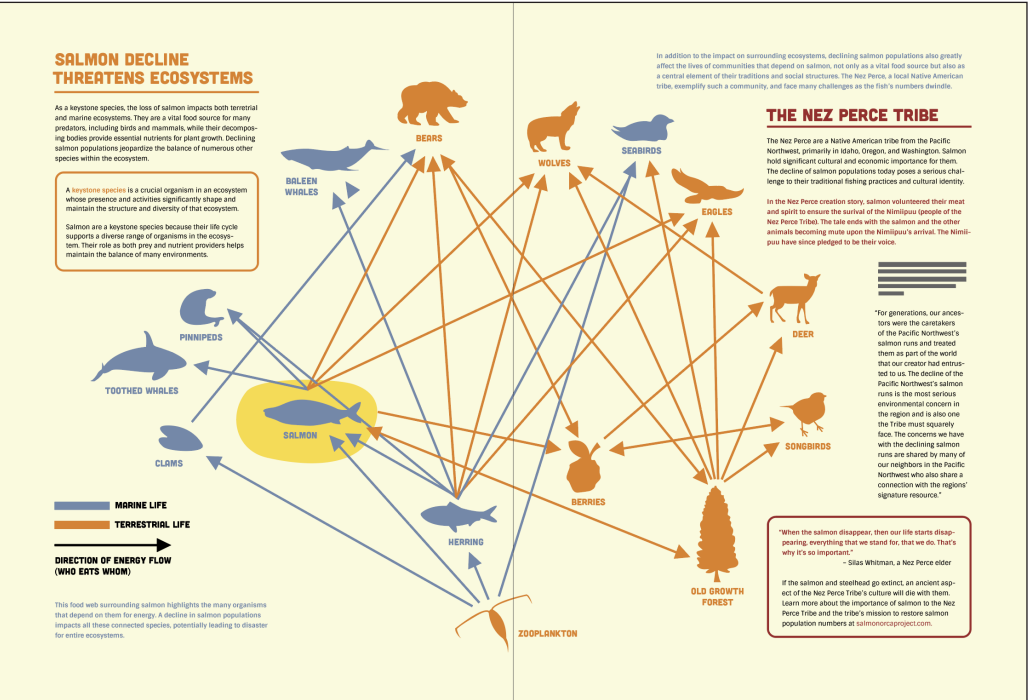 SALMON DECLINE
THREATENS ECOSYSTEMS
As a keystone species, the loss of salmon impacts both terretrial
and marine ecosystems. They are a vital food source for many
predators, including birds and mammals, while their decompos-
ing bodies provide essential nutrients for plant growth. Declining
salmon populations jeopardize the balance of numerous other
species within the ecosystem.
A keystone species is a crucial organism in an ecosystem
whose presence and activities significantly shape and
maintain the structure and diversity of that ecosystem.
Salmon are a keystone species because their life cycle
supports a diverse range of organisms in the ecosys-
tem. Their role as both prey and nutrient providers helps
maintain the balance of many environments.
In addition to the impact on surrounding ecosystems, declining salmon populations also greatly
affect the lives of communities that depend on salmon, not only as a vital food source but also as
a central element of their traditions and social structures. The Nez Perce, a local Native American
tribe, exemplify such a community, and face many challenges as the fish's numbers dwindle.
THE NEZ PERCE TRIBE
The Nez Perce are a Native American tribe from the Pacific
Northwest, primarily in Idaho, Oregon, and Washington. Salmon
hold significant cultural and economic importance for them.
The decline of salmon populations today poses a serious chal-
lenge to their traditional fishing practices and cultural identity.
In the Nez Perce creation story, salmon volunteered their meat
and spirit to ensure the surival of the Nimiipuu (people of the
Nez Perce Tribe). The tale ends with the salmon and the other
animals becoming mute upon the Nimiipuu's arrival. The Nimii-
puu have since pledged to be their voice.
"For generations, our ances-
tors were the caretakers
of the Pacific Northwest's
salmon runs and treated
them as part of the world
that our creator had entrus-
ted to us. The decline of the
Pacific Northwest's salmon
runs is the most serious
environmental concern in
the region and is also one
the Tribe must squarely
face. The concerns we have
with the declining salmon
runs are shared by many of
our neighbors in the Pacific
Northwest who also share a
connection with the regions'
signature resource."
"When the salmon disappear, then our life starts disap-
pearing, everything that we stand for, that we do. That's
why it's so important."
– Silas Whitman, a Nez Perce elder
If the salmon and steelhead go extinct, an ancient asp-
ect of the Nez Perce Tribe's culture will die with them.
Learn more about the importance of salmon to the Nez
Perce Tribe and the tribe's mission to restore salmon
population numbers at salmonorcaproject.com.
BEARS
WOLVES
SEABIRDS
BALEEN
WHALES
EAGLES
PINNIPEDS
DEER
TOOTHED WHALES
SALMON
SONGBIRDS
CLAMS
BERRIES
HERRING
OLD GROWTH
FOREST
ZOOPLANKTON
MARINE LIFE
TERRESTRIAL LIFE
DIRECTION OF ENERGY FLOW
(WHO EATS WHOM)
This food web surrounding salmon highlights the many organisms
that depend on them for energy. A decline in salmon populations
impacts all these connected species, potentially leading to disaster
for entire ecosystems.